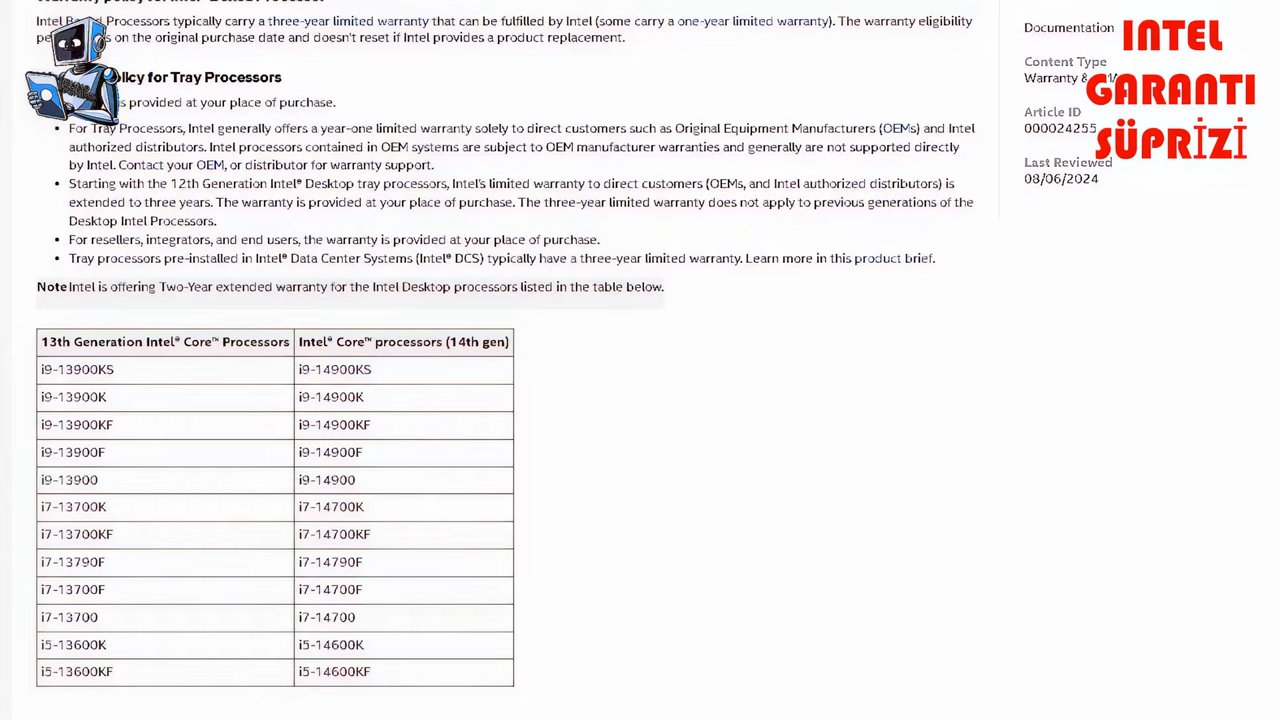 Intel Bo d Processors typically carry a three-year limited warranty that can be fulfilled by Intel (some carry a one-year limited warranty). The warranty eligibility
pe s on the original purchase date and doesn't reset if Intel provides a product replacement.
olicy for Tray Processors
is provided at your place of purchase.
• For Tray Processors, Intel generally offers a year-one limited warranty solely to direct customers such as Original Equipment Manufacturers (OEMs) and Intel
authorized distributors. Intel processors contained in OEM systems are subject to OEM manufacturer warranties and generally are not supported directly
by Intel. Contact your OEM, or distributor for warranty support.
• Starting with the 12th Generation Intel® Desktop tray processors, Intel's limited warranty to direct customers (OEMs, and Intel authorized distributors) is
extended to three years. The warranty is provided at your place of purchase. The three-year limited warranty does not apply to previous generations of the
Desktop Intel Processors.
• For resellers, integrators, and end users, the warranty is provided at your place of purchase.
• Tray processors pre-installed in Intel® Data Center Systems (Intel® DCS) typically have a three-year limited warranty. Learn more in this product brief.
Note Intel is offering Two-Year extended warranty for the Intel Desktop processors listed in the table below.
13th Generation Intel® Core™ Processors Intel® Core™ processors (14th gen)
i9-13900KS i9-14900KS
i9-13900K i9-14900K
i9-13900KF i9-14900KF
i9-13900F i9-14900F
i9-13900 i9-14900
i7-13700K i7-14700K
i7-13700KF i7-14700KF
i7-13790F i7-14790F
i7-13700F i7-14700F
i7-13700 i7-14700
i5-13600K i5-14600K
i5-13600KF i5-14600KF
Documentation
Content Type
Warranty &
Article ID
000024255
Last Reviewed
08/06/2024
INTEL
GARANTI
SÜPRİZİ